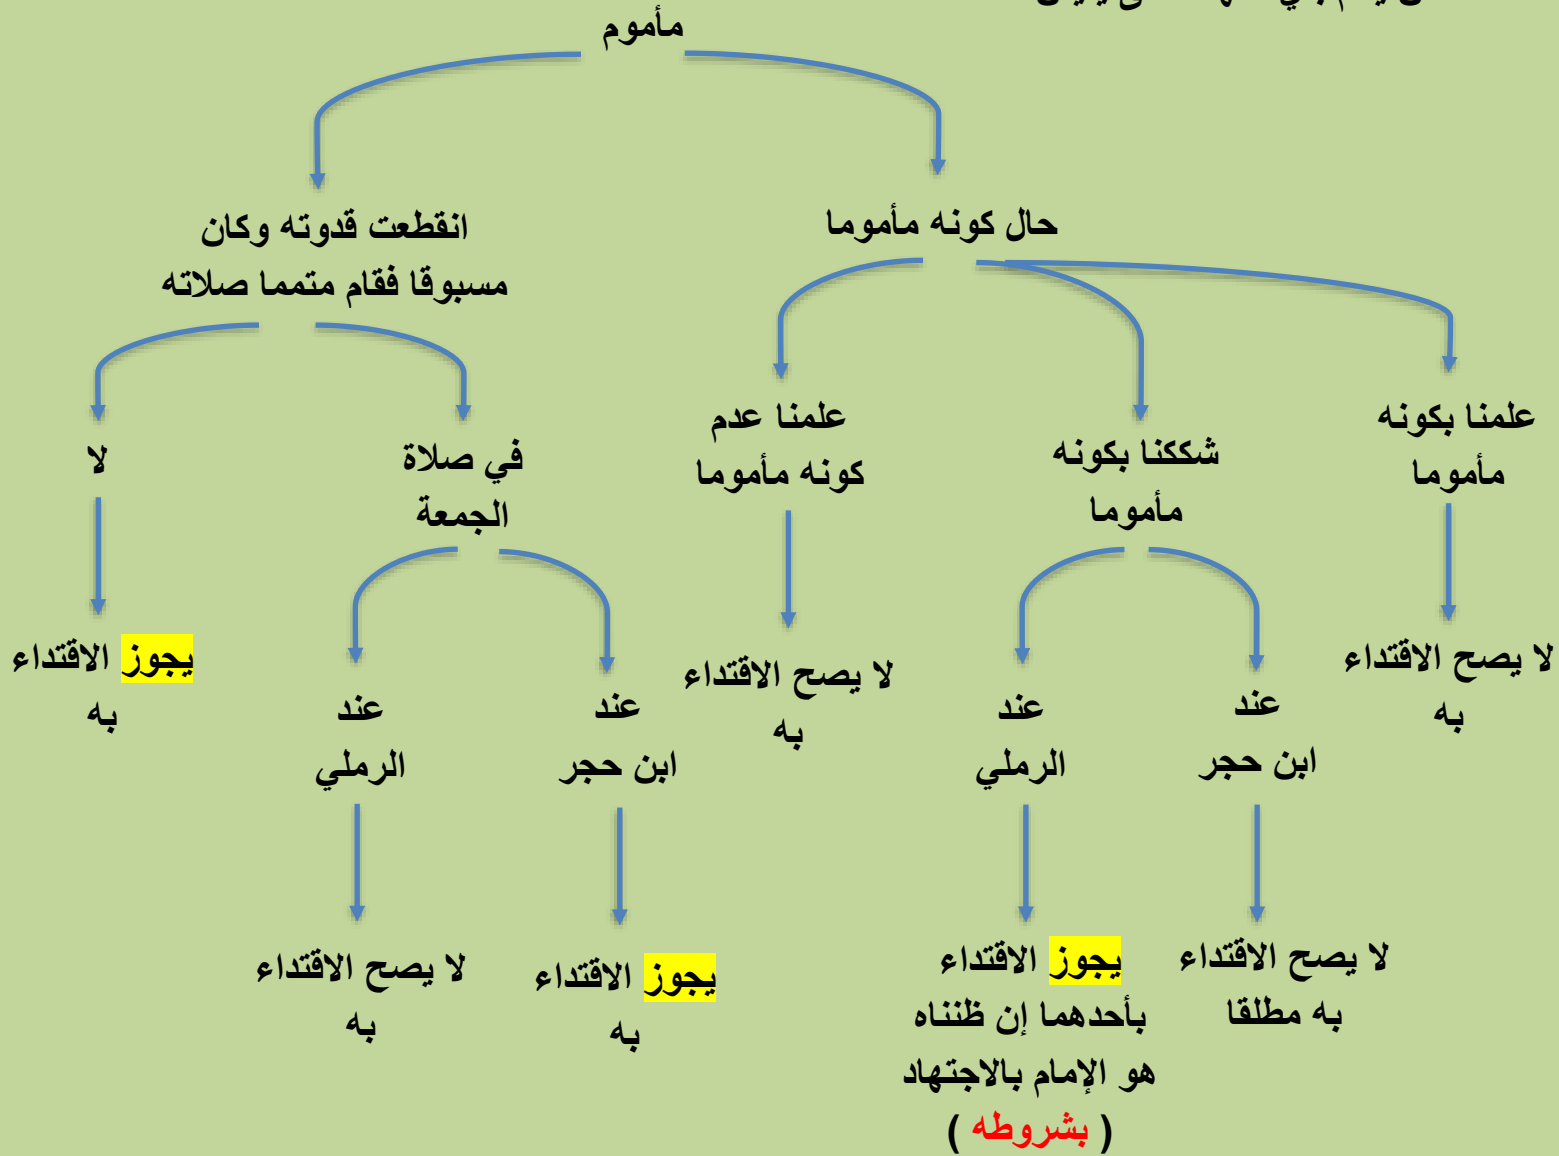 مأموم
حال كونه مأموما
انقطعت قدوته وكان
مسبوقا فقام متمما صلاته
علمنا بكونه
مأموما
شككنا بكونه
مأموما
علمنا عدم
كونه مأموما
في صلاة
الجمعة
لا
لا يصح الاقتداء
به
عند
ابن حجر
عند
الرملي
لا يصح الاقتداء
به
عند
ابن حجر
عند
الرملي
يجوز الاقتداء
به
لا يصح الاقتداء
به مطلقا
يجوز الاقتداء
بأحدهما إن ظنناه
هو الإمام بالاجتهاد
( بشروطه )
يجوز الاقتداء
به
لا يصح الاقتداء
به